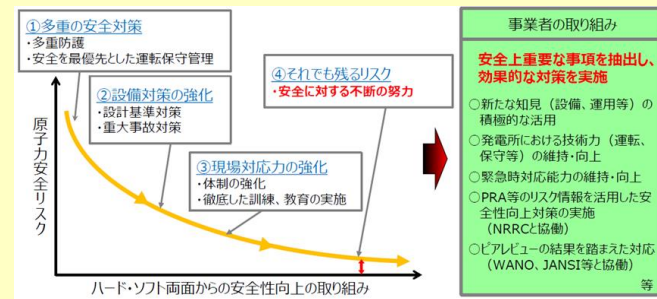 ①多重の安全対策
・多重防護
・安全を最優先とした運転保守管理
②設備対策の強化
・設計基準対策
・重大事故対策
③現場対応力の強化
・体制の強化
・徹底した訓練、教育の実施
④それでも残るリスク
・安全に対する不断の努力
原子力安全リスク
ハード・ソフト両面からの安全性向上の取り組み
事業者の取り組み
安全上重要な事項を抽出し、
効果的な対策を実施
○新たな知見（設備、運用等）の
積極的な活用
○発電所における技術力（運転、
保守等）の維持・向上
○緊急時対応能力の維持・向上
○PRA等のリスク情報を活用した安
全性向上対策の実施
（NRRCと協働）
○ピアレビューの結果を踏まえた対応
（WANO、JANSI等と協働）
等